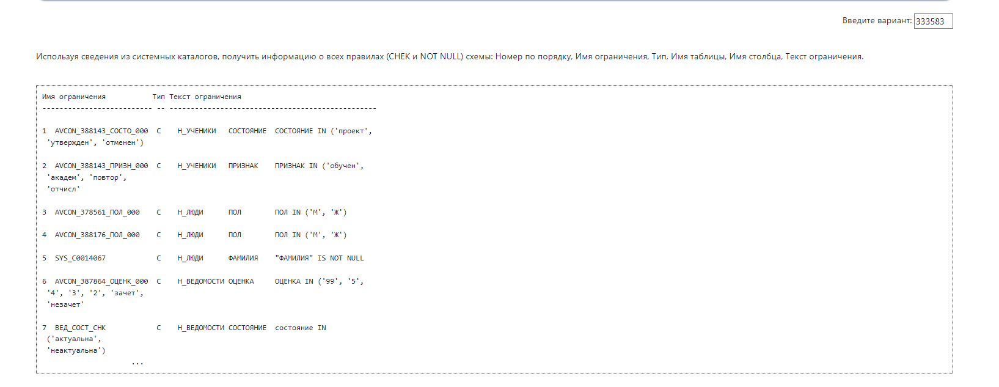 Введите вариант: 333583
Используя сведения из системных каталогов, получить информацию о всех правилах (CHEK и NOT NULL) схемы: Номер по порядку, Имя ограничения, Тип, Имя таблицы, Имя столбца, Текст ограничения.
Имя ограничения Тип Текст ограничения
-------------------------- -- -------------------------------------------------
1 AVCON_388143_СОСТО_000 C Н_УЧЕНИКИ СОСТОЯНИЕ СОСТОЯНИЕ IN ('проект',
'утвержден', 'отменен')
2 AVCON_388143_ПРИЗН_000 C Н_УЧЕНИКИ ПРИЗНАК ПРИЗНАК IN ('обучен',
'академ', 'повтор',
'отчисл'
3 AVCON_378561_ПОЛ_000 C Н_ЛЮДИ ПОЛ ПОЛ IN ('М', 'Ж')
4 AVCON_388176_ПОЛ_000 C Н_ЛЮДИ ПОЛ ПОЛ IN ('М', 'Ж')
5 SYS_C0014067 C Н_ЛЮДИ ФАМИЛИЯ "ФАМИЛИЯ" IS NOT NULL
6 AVCON_387864_ОЦЕНК_000 C Н_ВЕДОМОСТИ ОЦЕНКА ОЦЕНКА IN ('99', '5',
'4', '3', '2', 'зачет',
'незачет'
7 ВЕД_СОСТ_СНК C Н_ВЕДОМОСТИ СОСТОЯНИЕ состояние IN
('актуальна',
'неактуальна')
...